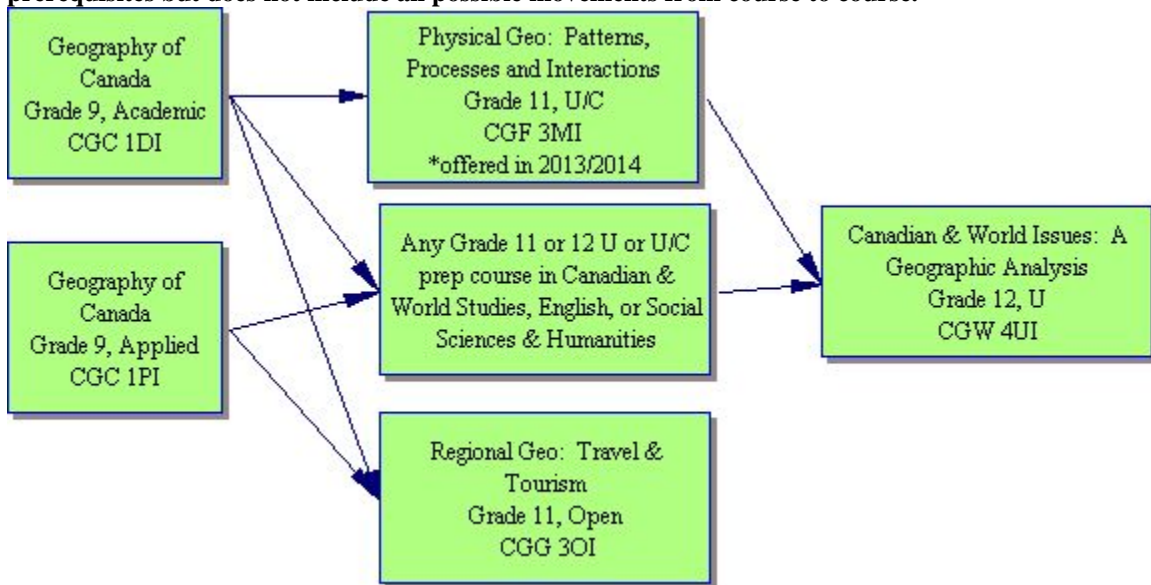 prerequisites but does not include all possible movements from course to course.
Geography of
Canada
Grade 9, Academic
CGC 1DI
Physical Geo: Patterns,
Processes and Interactions
Grade 11, U/C
CGF 3MI
*offered in 2013/2014
Geography of
Canada
Grade 9, Applied
CGC 1PI
Any Grade 11 or 12 U or U/C
prep course in Canadian &
World Studies, English, or Social
Sciences & Humanities
Canadian & World Issues: A
Geographic Analysis
Grade 12, U
CGW 4UI
Regional Geo: Travel &
Tourism
Grade 11, Open
CGG 3OI